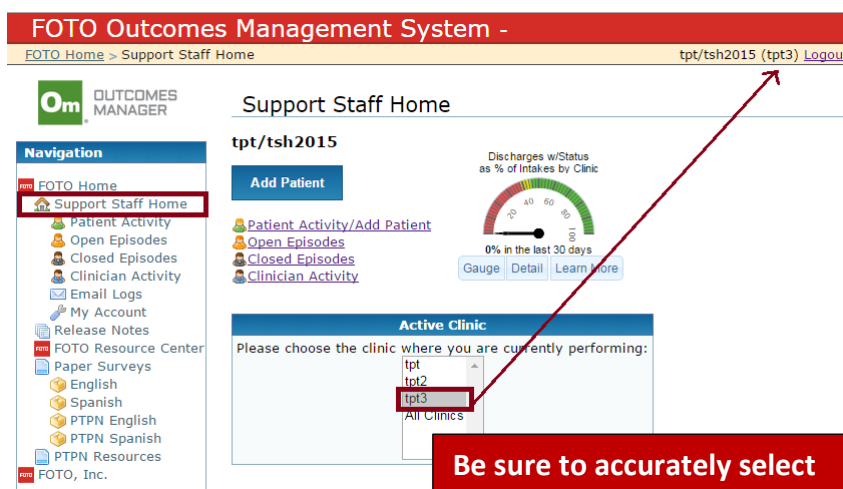 FOTO Outcomes Management System -
FOTO Home > Support Staff Home
tpt/tsh2015 (tpt3) Logou
Om OUTCOMES
MANAGER
Support Staff Home
Navigation
FOTO Home
Support Staff Home
Patient Activity
Open Episodes
Closed Episodes
Clinician Activity
Email Logs
My Account
Release Notes
FOTO Resource Center
Paper Surveys
English
Spanish
PTPN English
PTPN Spanish
PTPN Resources
FOTO, Inc.
tpt/tsh2015
Add Patient
Patient Activity/Add Patient
Open Episodes
Closed Episodes
Clinician Activity
Discharges w/Status
as % of Intakes by Clinic
20 40 60 80 100
0% in the last 30 days
Gauge Detail Learn More
Active Clinic
Please choose the clinic where you are currently performing:
tpt
tpt2
tpt3
All Clinics
Be sure to accurately select